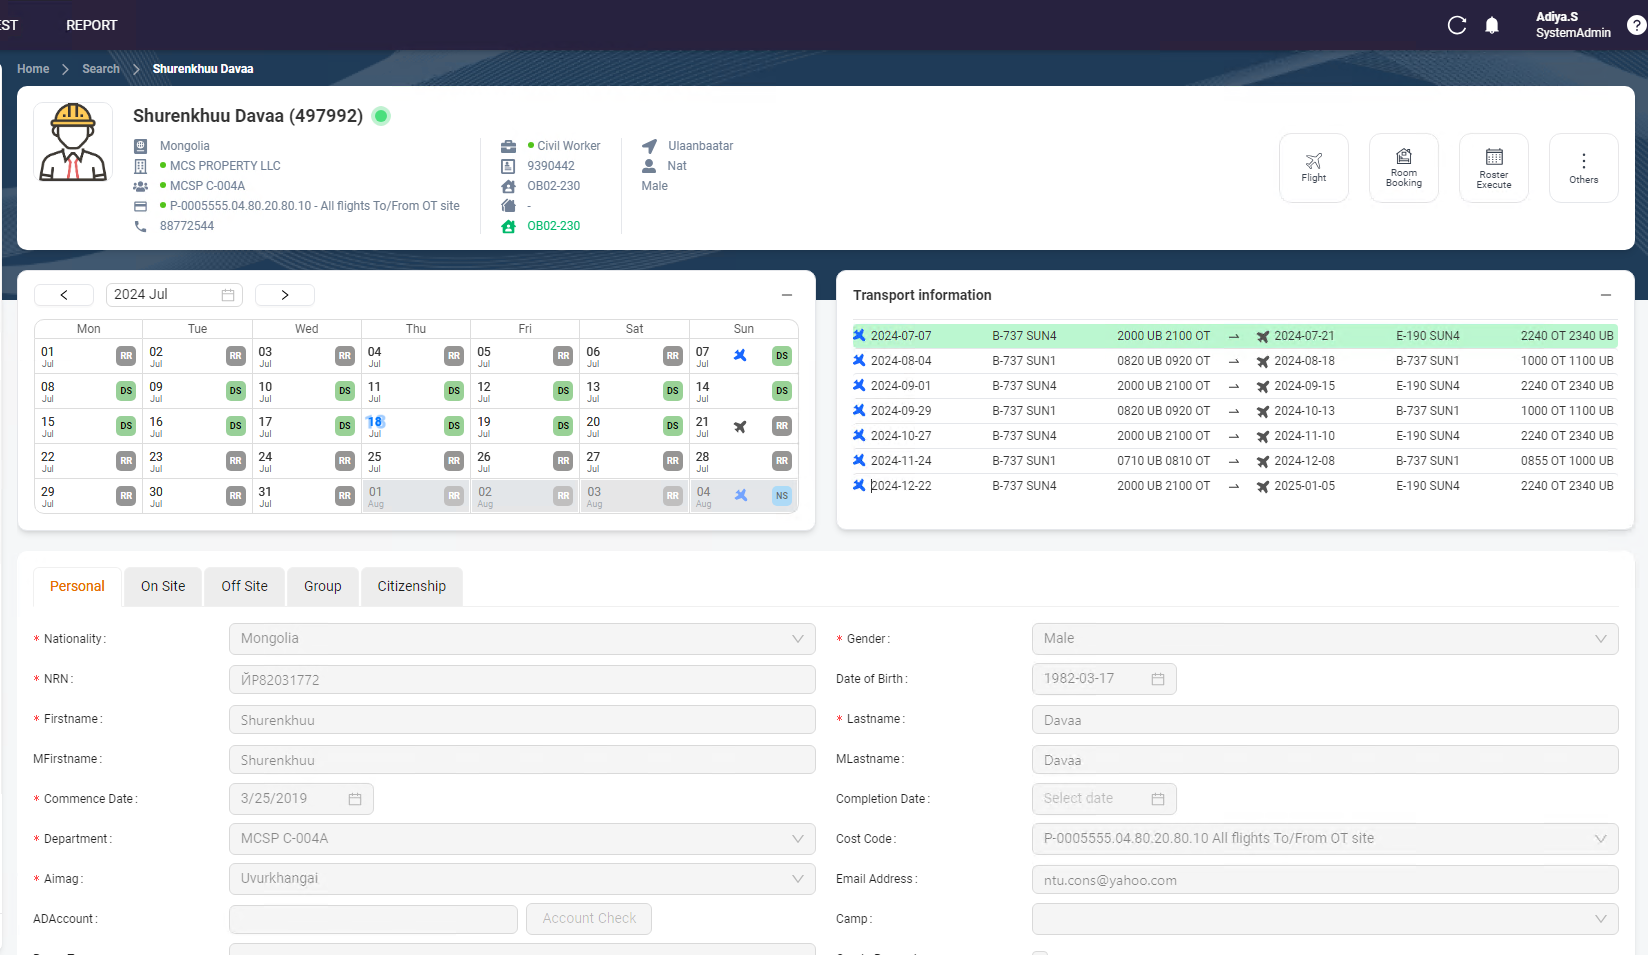 EST REPORT Adiya.S
SystemAdmin ?
Home Search Shurenkhuu Davaa
Shurenkhuu Davaa (497992)
Mongolia Civil Worker Ulaanbaatar
MCS PROPERTY LLC 9390442 Nat
MCSP C-004A OB02-230 Male
P-0005555.04.80.20.80.10 - All flights To/From OT site -
88772544 OB02-230
Flight Room Booking Roster Execute Others
2024 Jul
Mon Tue Wed Thu Fri Sat Sun
01 Jul RR 02 Jul RR 03 Jul RR 04 Jul RR 05 Jul RR 06 Jul RR 07 Jul DS
08 Jul DS 09 Jul DS 10 Jul DS 11 Jul DS 12 Jul DS 13 Jul DS 14 Jul DS
15 Jul DS 16 Jul DS 17 Jul DS 18 Jul DS 19 Jul DS 20 Jul DS 21 Jul RR
22 Jul RR 23 Jul RR 24 Jul RR 25 Jul RR 26 Jul RR 27 Jul RR 28 Jul RR
29 Jul RR 30 Jul RR 31 Jul RR 01 Aug RR 02 Aug RR 03 Aug RR 04 Aug NS
Transport information
2024-07-07 B-737 SUN4 2000 UB 2100 OT → 2024-07-21 E-190 SUN4 2240 OT 2340 UB
2024-08-04 B-737 SUN1 0820 UB 0920 OT → 2024-08-18 B-737 SUN1 1000 OT 1100 UB
2024-09-01 B-737 SUN4 2000 UB 2100 OT → 2024-09-15 E-190 SUN4 2240 OT 2340 UB
2024-09-29 B-737 SUN1 0820 UB 0920 OT → 2024-10-13 B-737 SUN1 1000 OT 1100 UB
2024-10-27 B-737 SUN4 2000 UB 2100 OT → 2024-11-10 E-190 SUN4 2240 OT 2340 UB
2024-11-24 B-737 SUN1 0710 UB 0810 OT → 2024-12-08 B-737 SUN1 0855 OT 1000 UB
2024-12-22 B-737 SUN4 2000 UB 2100 OT → 2025-01-05 E-190 SUN4 2240 OT 2340 UB
Personal On Site Off Site Group Citizenship
* Nationality: Mongolia * Gender: Male
* NRN: ЙР82031772 Date of Birth: 1982-03-17
* Firstname: Shurenkhuu * Lastname: Davaa
MFirstname: Shurenkhuu MLastname: Davaa
* Commence Date: 3/25/2019 Completion Date: Select date
* Department: MCSP C-004A Cost Code: P-0005555.04.80.20.80.10 All flights To/From OT site
* Aimag: Uvurkhangai Email Address: ntu.cons@yahoo.com
ADAccount: Account Check Camp: